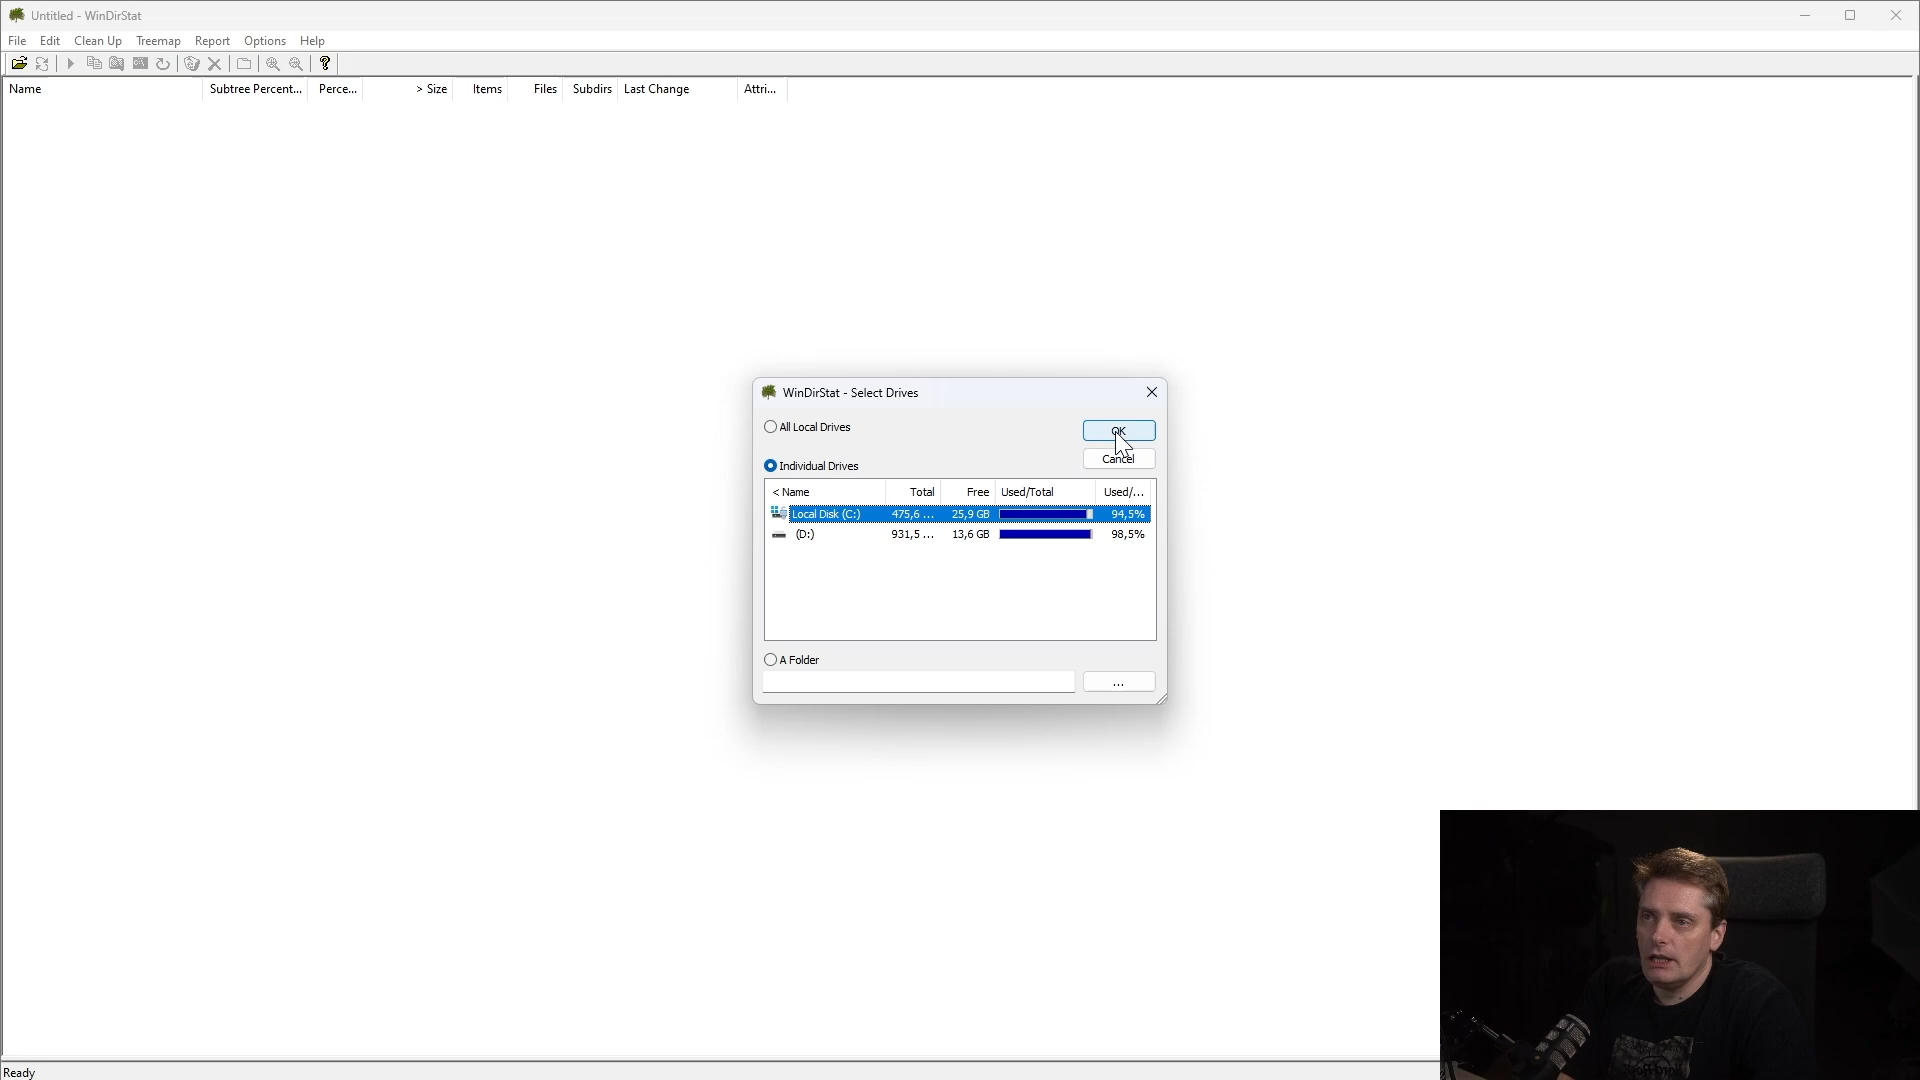 Untitled - WinDirStat
File Edit Clean Up Treemap Report Options Help
Name Subtree Percent... Perce... > Size Items Files Subdirs Last Change Attri...
WinDirStat - Select Drives
All Local Drives
OK
Individual Drives
Cancel
< Name Total Free Used/Total Used/...
Local Disk (C:) 475,6 ... 25,9 GB 94,5%
(D:) 931,5 ... 13,6 GB 98,5%
A Folder
...
Ready